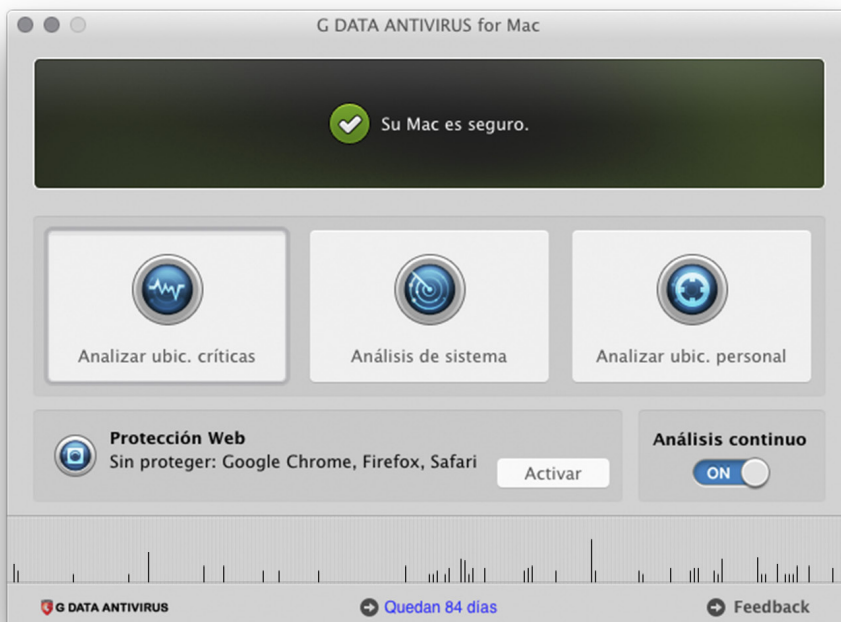 G DATA ANTIVIRUS for Mac
Su Mac es seguro.
Analizar ubic. críticas
Análisis de sistema
Analizar ubic. personal
Protección Web
Sin proteger: Google Chrome, Firefox, Safari
Activar
Análisis continuo
ON
G DATA ANTIVIRUS
Quedan 84 días
Feedback